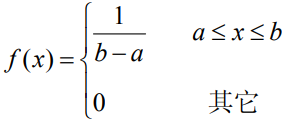 f(x) = { 1/(b−a)  a ≤ x ≤ b
0  其它